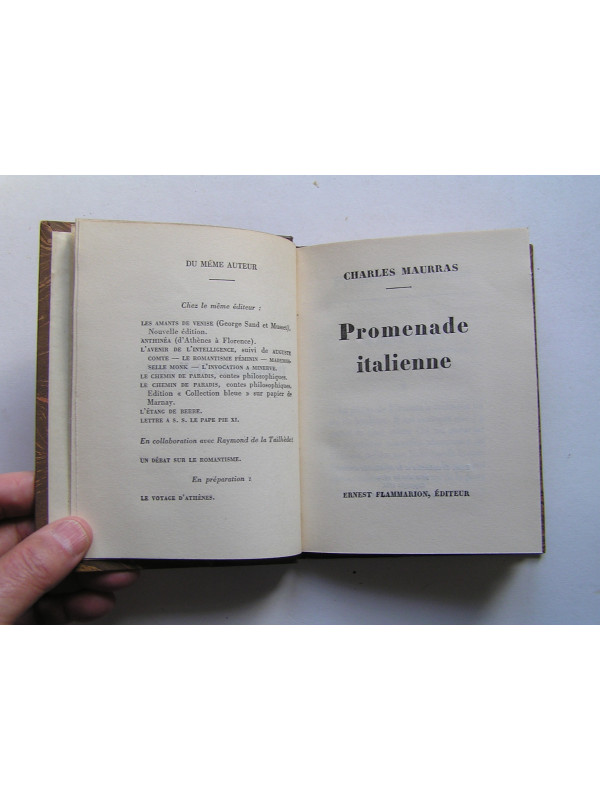 DU MÊME AUTEUR
Chez le même éditeur :
LES AMANTS DE VENISE (George Sand et Musset).
Nouvelle édition.
ANTHINÉA (d'Athènes à Florence).
L'AVENIR DE L'INTELLIGENCE, suivi de AUGUSTE
COMTE — LE ROMANTISME FÉMININ — MADEMOI-
SELLE MONK — L'INVOCATION A MINERVE.
LE CHEMIN DE PARADIS, contes philosophiques.
LE CHEMIN DE PARADIS, contes philosophiques.
Edition « Collection bleue » sur papier de
Marnay.
L'ÉTANG DE BERRE.
LETTRE A S. S. LE PAPE PIE XI.
En collaboration avec Raymond de la Tailhède:
UN DÉBAT SUR LE ROMANTISME.
En préparation :
LE VOYAGE D'ATHÈNES.
CHARLES MAURRAS
Promenade
italienne
ERNEST FLAMMARION, ÉDITEUR